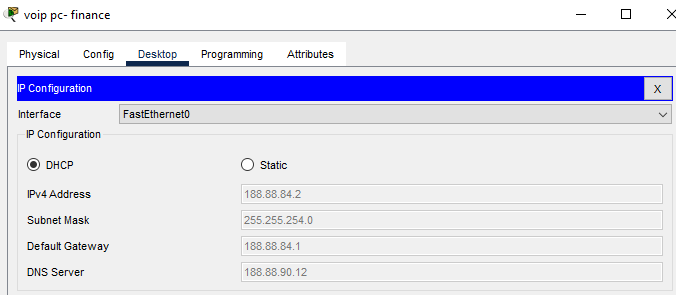 voip pc- finance
Physical Config Desktop Programming Attributes
IP Configuration X
Interface FastEthernet0
IP Configuration
DHCP Static
IPv4 Address 188.88.84.2
Subnet Mask 255.255.254.0
Default Gateway 188.88.84.1
DNS Server 188.88.90.12